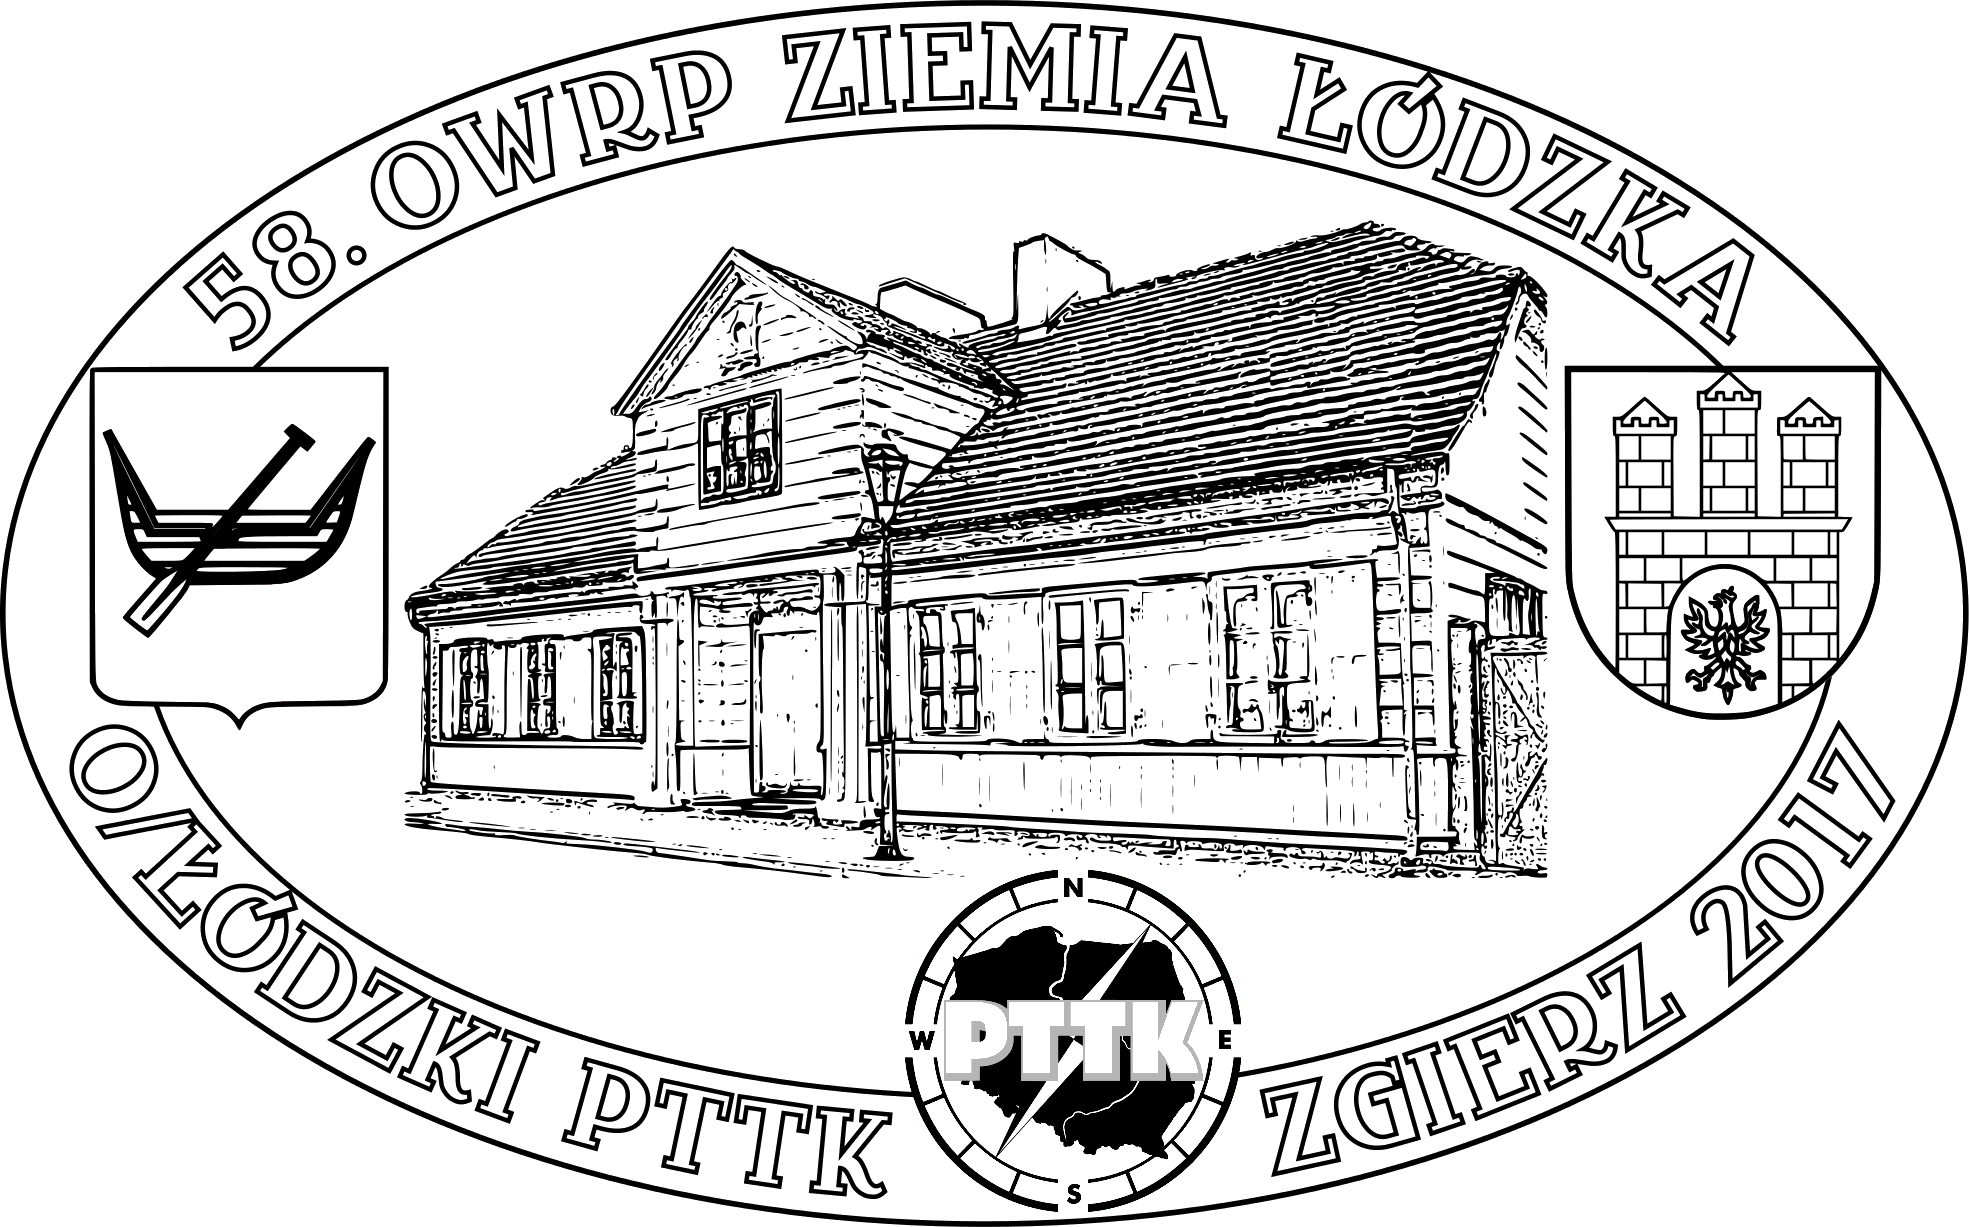 58. OWRP ZIEMIA ŁÓDZKA
O/ŁÓDZKI PTTK
ZGIERZ 2017
N
W
PTTK
E
S